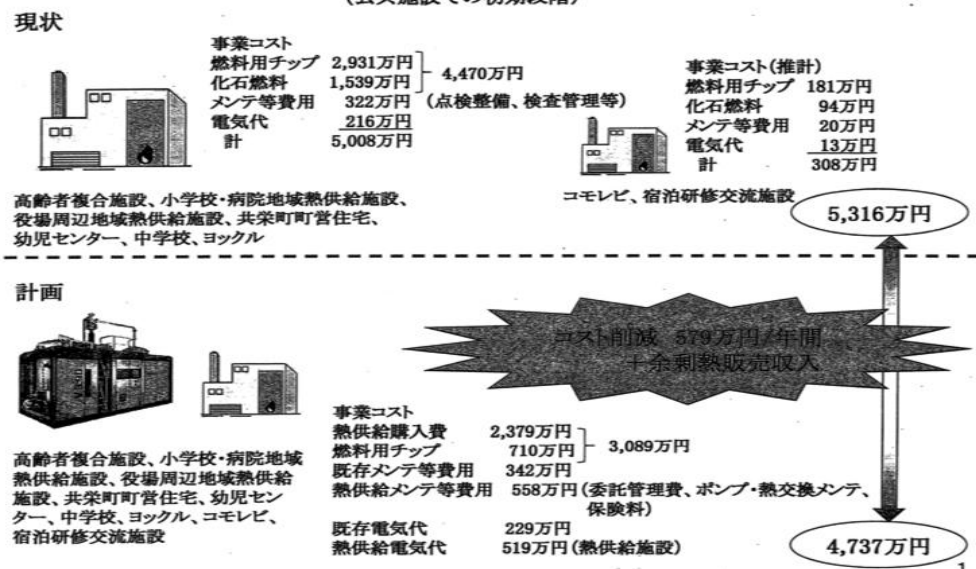 (公共施設での初期段階)
現状
事業コスト
燃料用チップ 2,931万円
化石燃料 1,539万円
4,470万円
メンテ等費用 322万円 (点検整備、検査管理等)
電気代 216万円
計 5,008万円
高齢者複合施設、小学校・病院地域熱供給施設、
役場周辺地域熱供給施設、共栄町町営住宅、
幼児センター、中学校、ヨックル
事業コスト(推計)
燃料用チップ 181万円
化石燃料 94万円
メンテ等費用 20万円
電気代 13万円
計 308万円
コモレビ、宿泊研修交流施設
5,316万円
計画
コスト削減 579万円/年間
+余剰熱販売収入
高齢者複合施設、小学校・病院地域
熱供給施設、役場周辺地域熱供給
施設、共栄町町営住宅、幼児セン
ター、中学校、ヨックル、コモレビ、
宿泊研修交流施設
事業コスト
熱供給購入費 2,379万円
燃料用チップ 710万円
3,089万円
既存メンテ等費用 342万円
熱供給メンテ等費用 558万円(委託管理費、ポンプ・熱交換メンテ、
保険料)
既存電気代 229万円
熱供給電気代 519万円(熱供給施設)
4,737万円
1